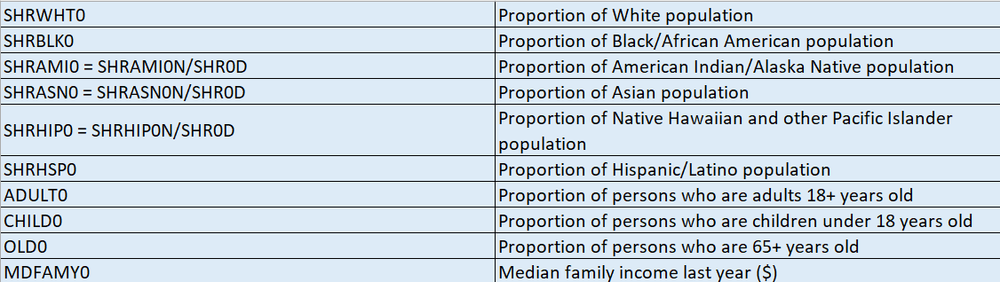 SHRWHT0 Proportion of White population
SHRBLK0 Proportion of Black/African American population
SHRAMI0 = SHRAMI0N/SHR0D Proportion of American Indian/Alaska Native population
SHRASN0 = SHRASN0N/SHR0D Proportion of Asian population
SHRHIP0 = SHRHIP0N/SHR0D Proportion of Native Hawaiian and other Pacific Islander
population
SHRHSP0 Proportion of Hispanic/Latino population
ADULT0 Proportion of persons who are adults 18+ years old
CHILD0 Proportion of persons who are children under 18 years old
OLD0 Proportion of persons who are 65+ years old
MDFAMY0 Median family income last year ($)